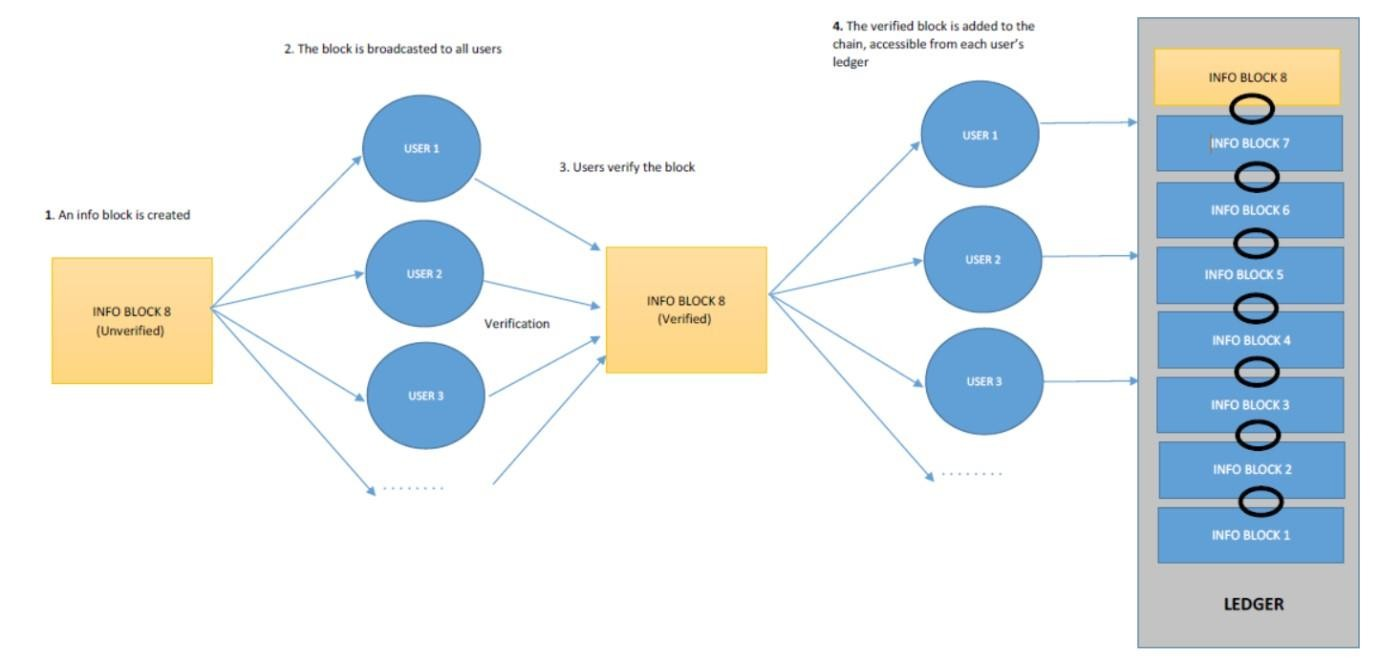 1. An info block is created
INFO BLOCK 8
(Unverified)
2. The block is broadcasted to all users
USER 1
USER 2
USER 3
........
3. Users verify the block
Verification
INFO BLOCK 8
(Verified)
4. The verified block is added to the
chain, accessible from each user's
ledger
USER 1
USER 2
USER 3
........
INFO BLOCK 8
INFO BLOCK 7
INFO BLOCK 6
INFO BLOCK 5
INFO BLOCK 4
INFO BLOCK 3
INFO BLOCK 2
INFO BLOCK 1
LEDGER